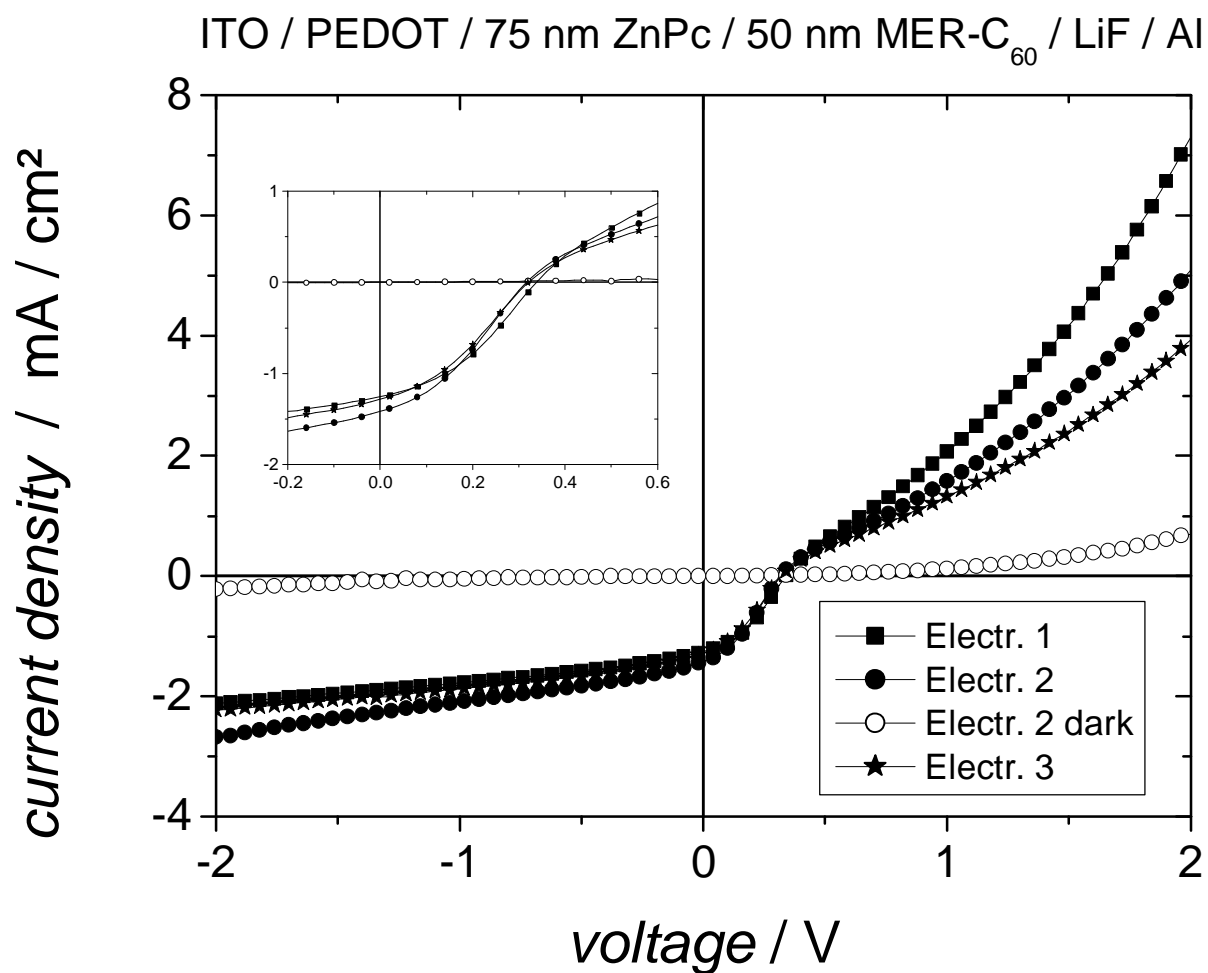 ITO / PEDOT / 75 nm ZnPc / 50 nm MER-C60 / LiF / Al
current density / mA / cm²
8
6
4
2
0
-2
-4
1
0
-1
-2
-0.2 0.0 0.2 0.4 0.6
Electr. 1
Electr. 2
Electr. 2 dark
Electr. 3
-2 -1 0 1 2
voltage / V